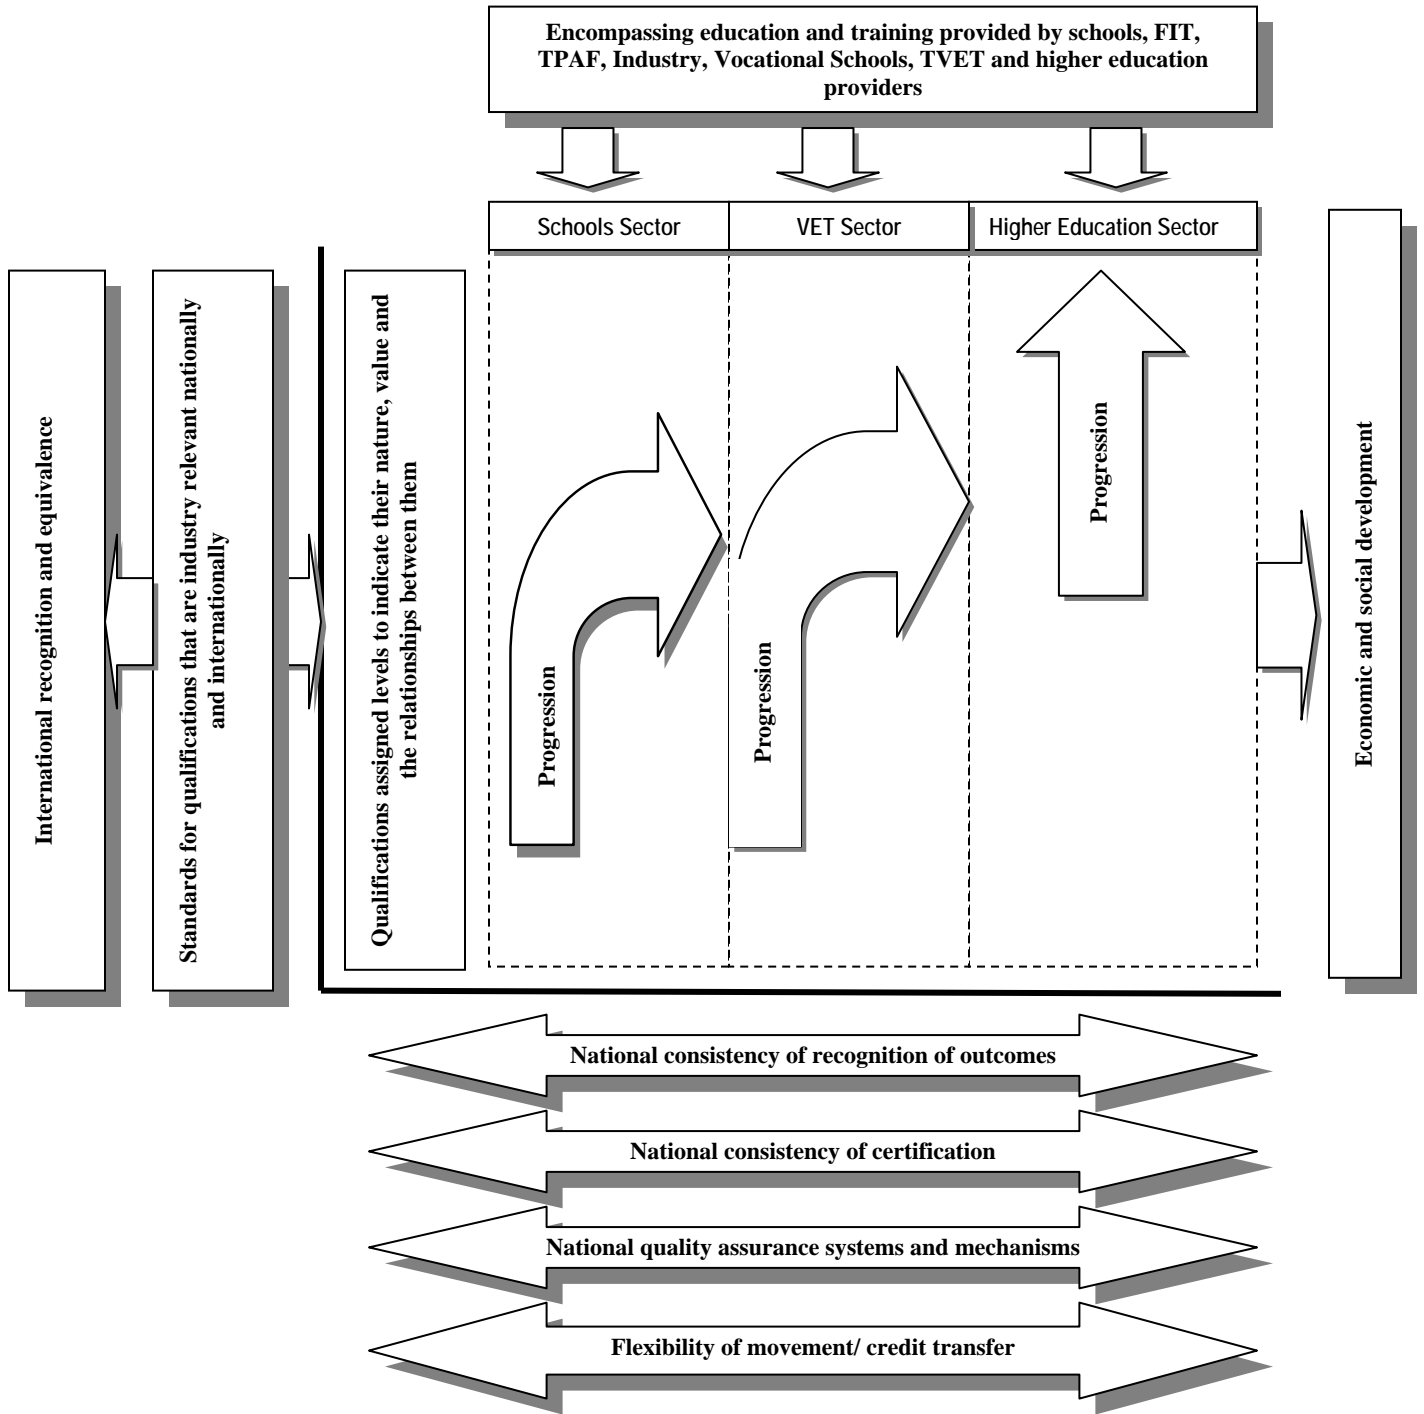 Encompassing education and training provided by schools, FIT,
TPAF, Industry, Vocational Schools, TVET and higher education
providers
Schools Sector
VET Sector
Higher Education Sector
International recognition and equivalence
Standards for qualifications that are industry relevant nationally
and internationally
Qualifications assigned levels to indicate their nature, value and
the relationships between them
Progression
Progression
Progression
Economic and social development
National consistency of recognition of outcomes
National consistency of certification
National quality assurance systems and mechanisms
Flexibility of movement/ credit transfer